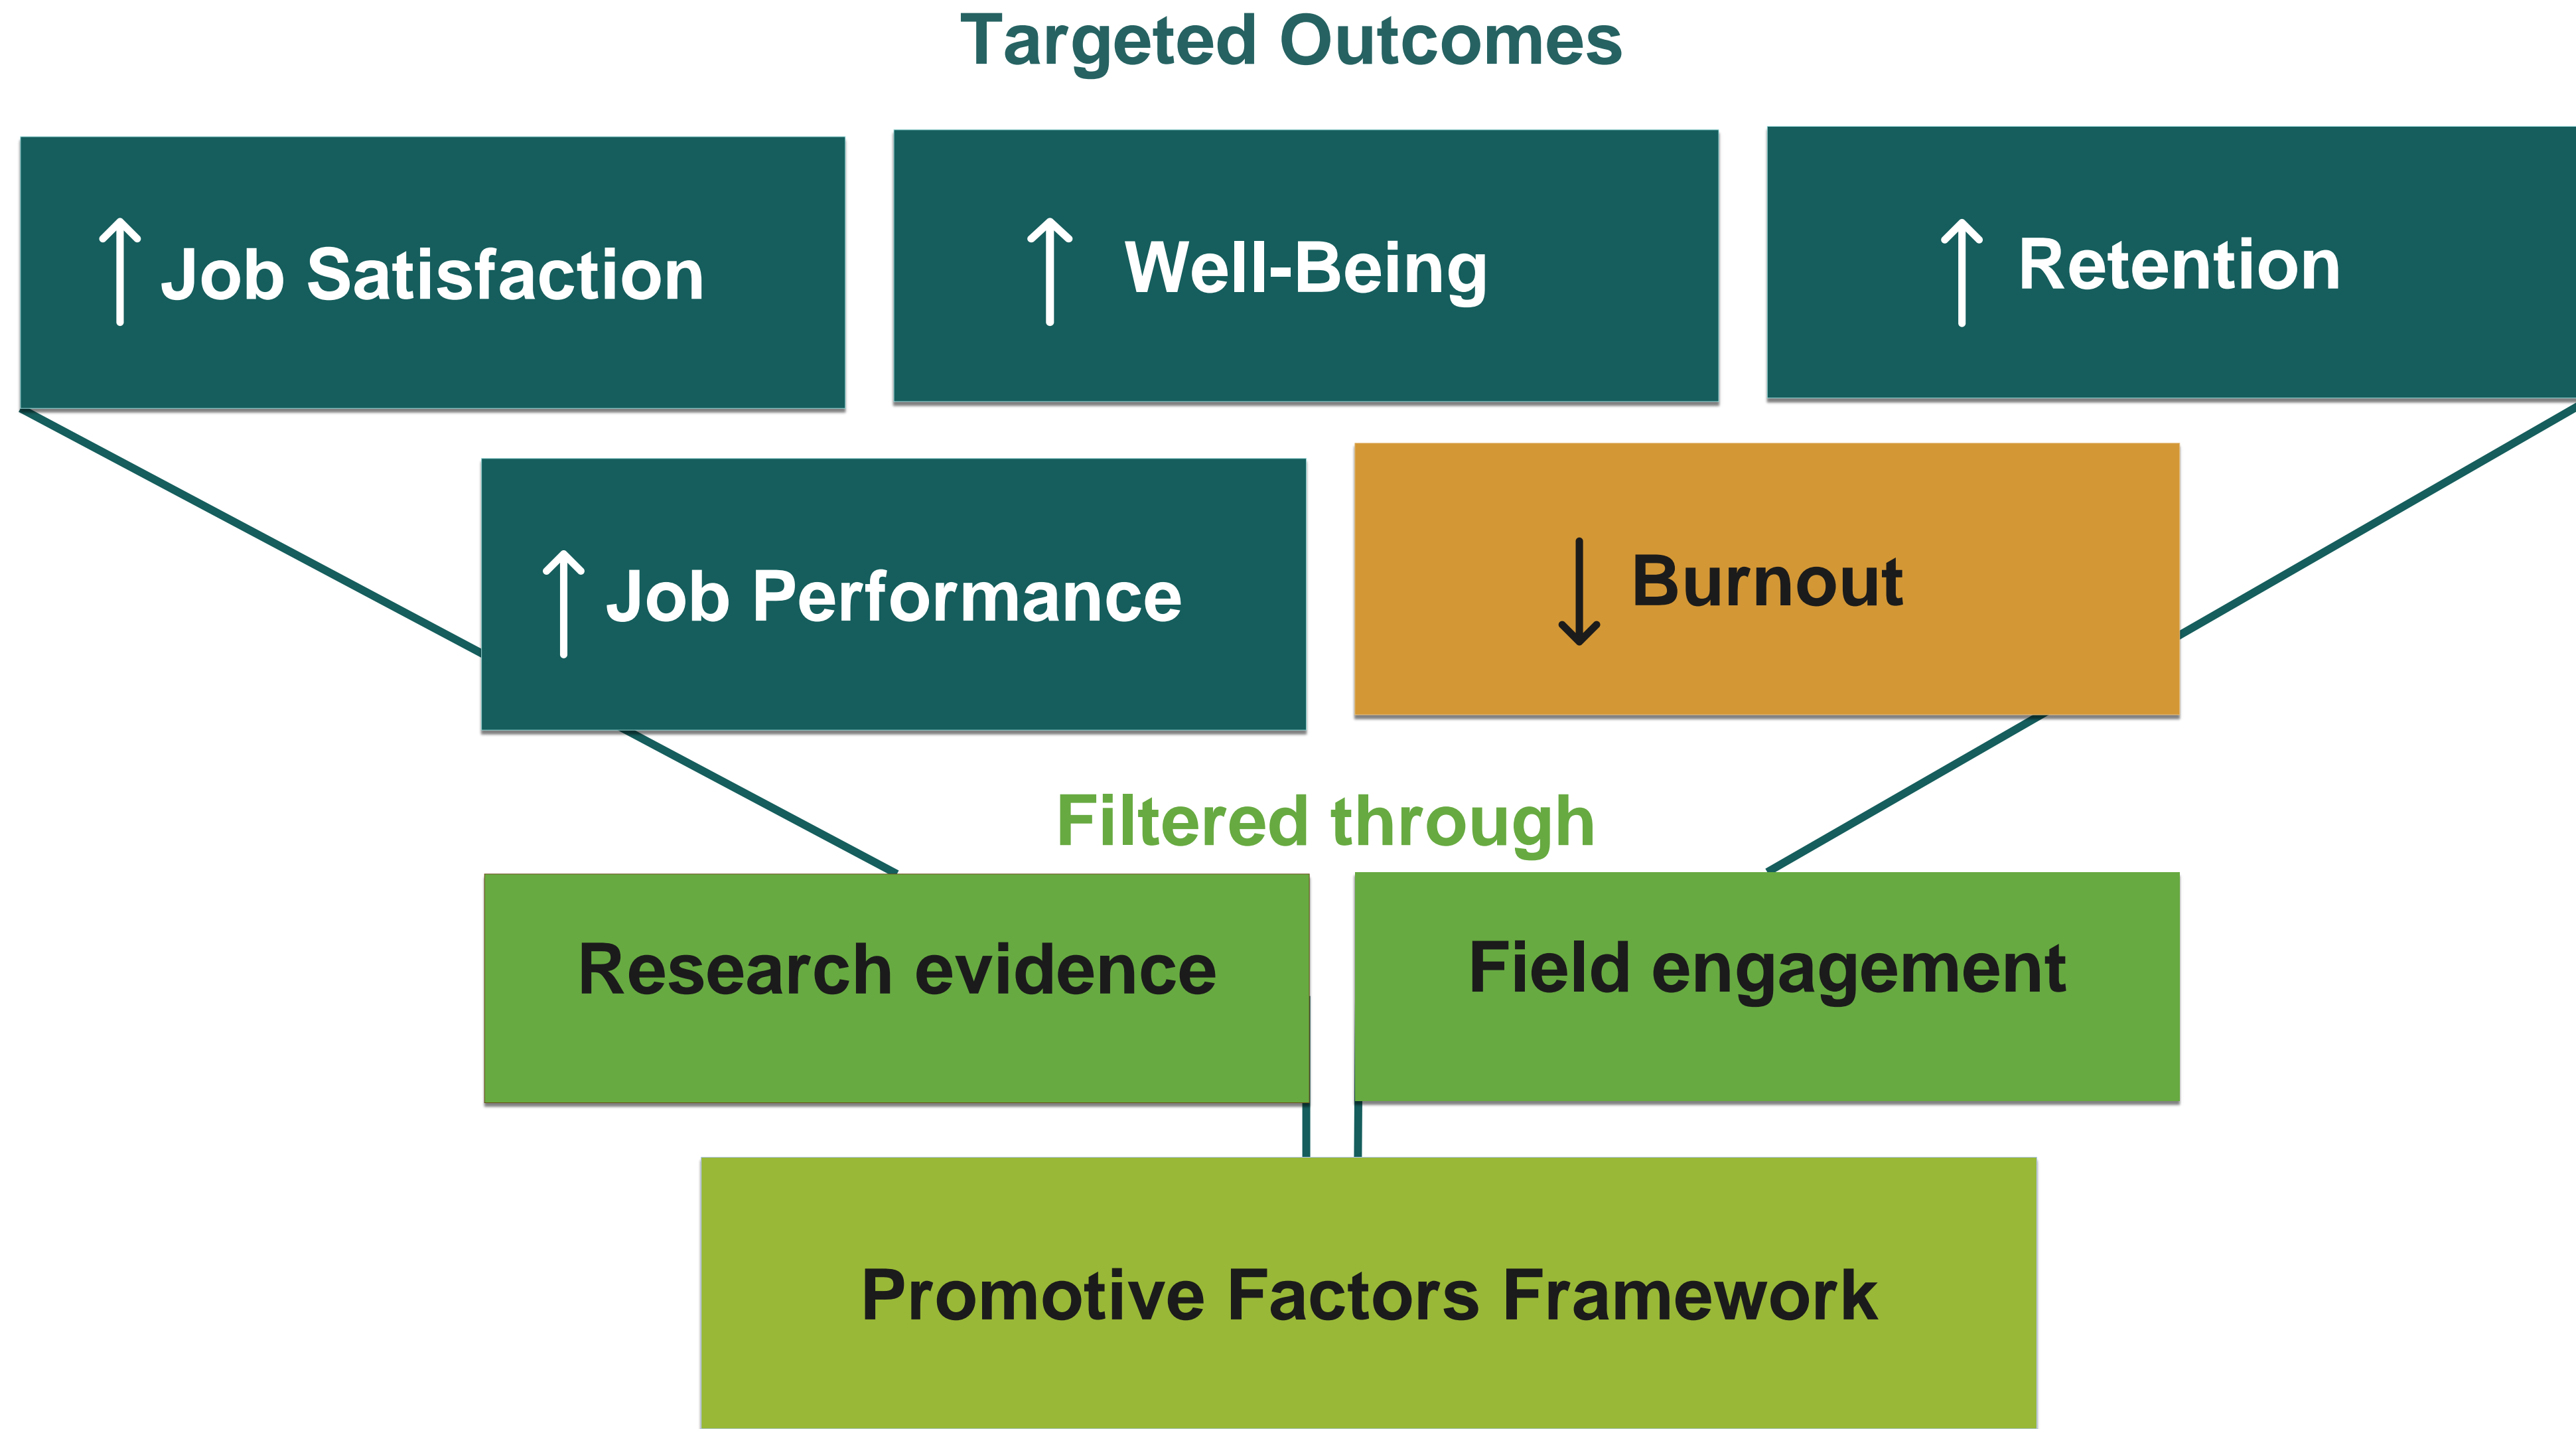 Targeted Outcomes
Job Satisfaction
Well-Being
Retention
Job Performance
Burnout
Filtered through
Research evidence
Field engagement
Promotive Factors Framework